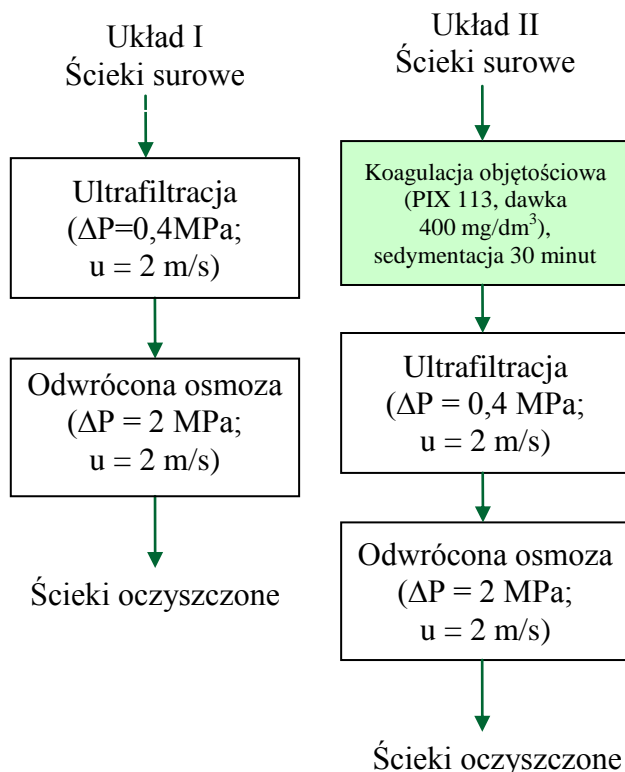 Układ I
Ścieki surowe
Ultrafiltracja
(ΔP=0,4MPa;
u = 2 m/s)
Odwrócona osmoza
(ΔP = 2 MPa;
u = 2 m/s)
Ścieki oczyszczone
Układ II
Ścieki surowe
Koagulacja objętościowa
(PIX 113, dawka
400 mg/dm³),
sedymentacja 30 minut
Ultrafiltracja
(ΔP = 0,4 MPa;
u = 2 m/s)
Odwrócona osmoza
(ΔP = 2 MPa;
u = 2 m/s)
Ścieki oczyszczone